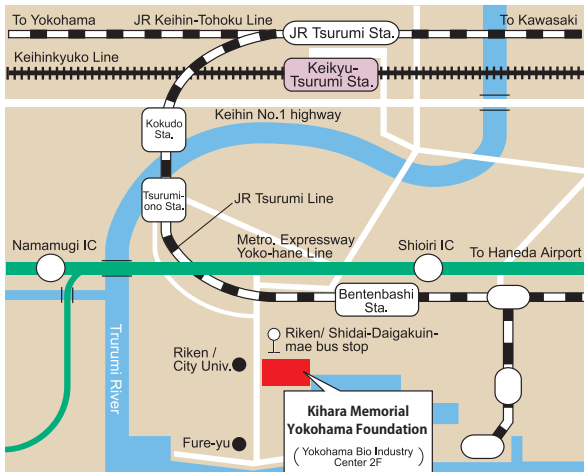 To Yokohama
JR Keihin-Tohoku Line
To Kawasaki
JR Tsurumi Sta.
Keihinkyuko Line
Keikyu-
Tsurumi Sta.
Kokudo
Sta.
Keihin No.1 highway
Tsurumi-
ono Sta.
JR Tsurumi Line
Namamugi IC
Metro. Expressway
Yoko-hane Line
Shioiri IC
To Haneda Airport
Bentenbashi
Sta.
Riken/ Shidai-Daigakuin-
mae bus stop
Riken /
City Univ.
Trurumi River
Kihara Memorial
Yokohama Foundation
( Yokohama Bio Industry
Center 2F )
Fure-yu